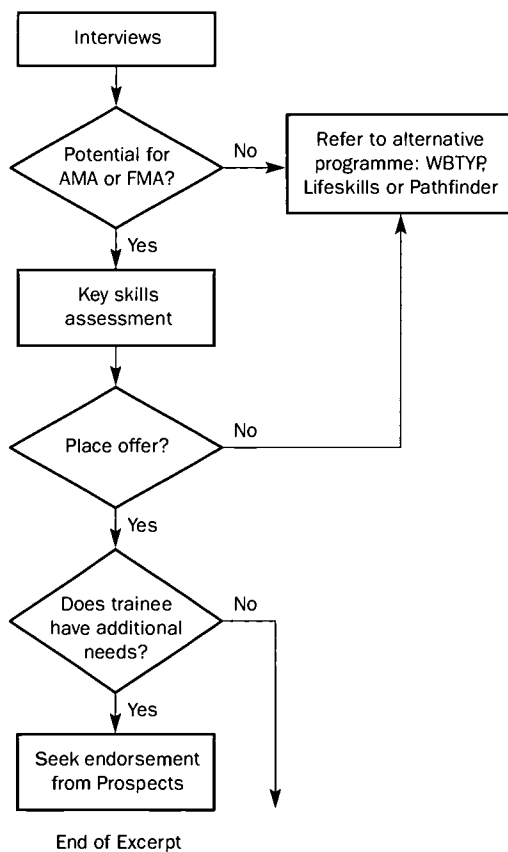 Interviews
Potential for
AMA or FMA?
No
Refer to alternative
programme: WBTYP,
Lifeskills or Pathfinder
Yes
Key skills
assessment
Place offer?
No
Yes
Does trainee
have additional
needs?
No
Yes
Seek endorsement
from Prospects
End of Excerpt